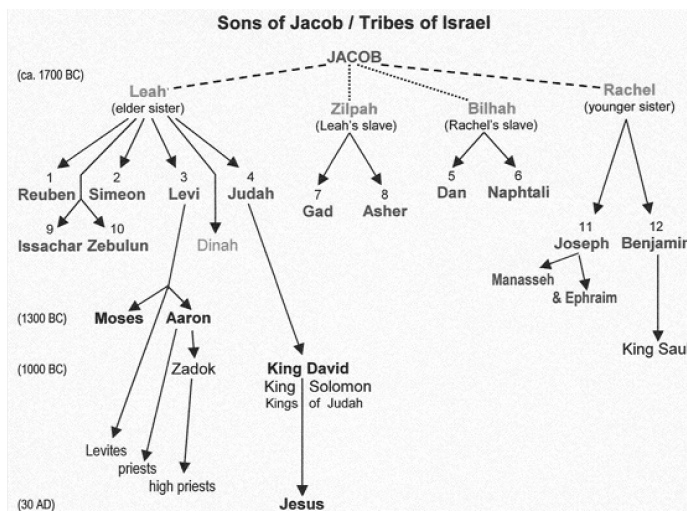 Sons of Jacob / Tribes of Israel
JACOB
(ca. 1700 BC)
Leah
(elder sister)
Zilpah
(Leah's slave)
Bilhah
(Rachel's slave)
Rachel
(younger sister)
1 2 3 4
Reuben Simeon Levi Judah
7 8
Gad Asher
5 6
Dan Naphtali
9 10
Issachar Zebulun
Dinah
11 12
Joseph Benjamin
Manasseh
& Ephraim
(1300 BC) Moses Aaron
(1000 BC) Zadok
King David
King Solomon
Kings of Judah
King Saul
Levites
priests
high priests
(30 AD) Jesus